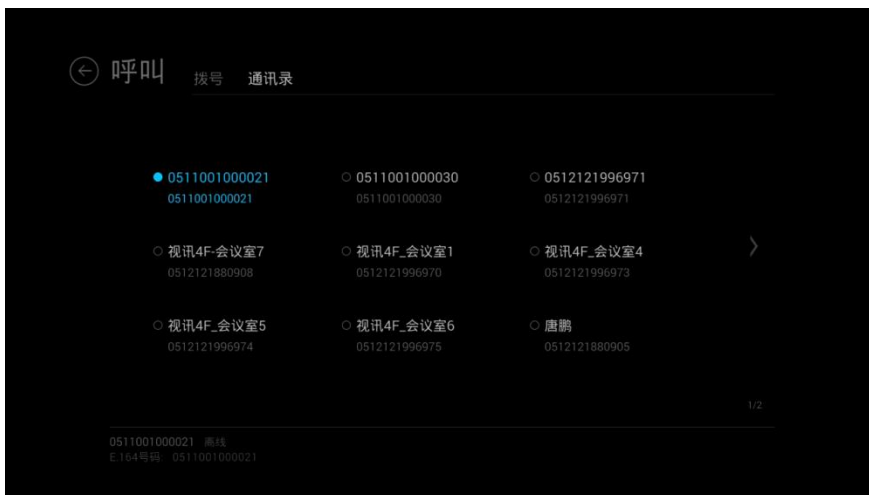 呼叫 拨号 通讯录
0511001000021 0511001000030 0512121996971
0511001000021 0511001000030 0512121996971
视讯4F-会议室7 视讯4F_会议室1 视讯4F_会议室4
0512121880908 0512121996970 0512121996973
视讯4F_会议室5 视讯4F_会议室6 唐鹏
0512121996974 0512121996975 0512121880905
1/2
0511001000021 离线
E.164号码: 0511001000021